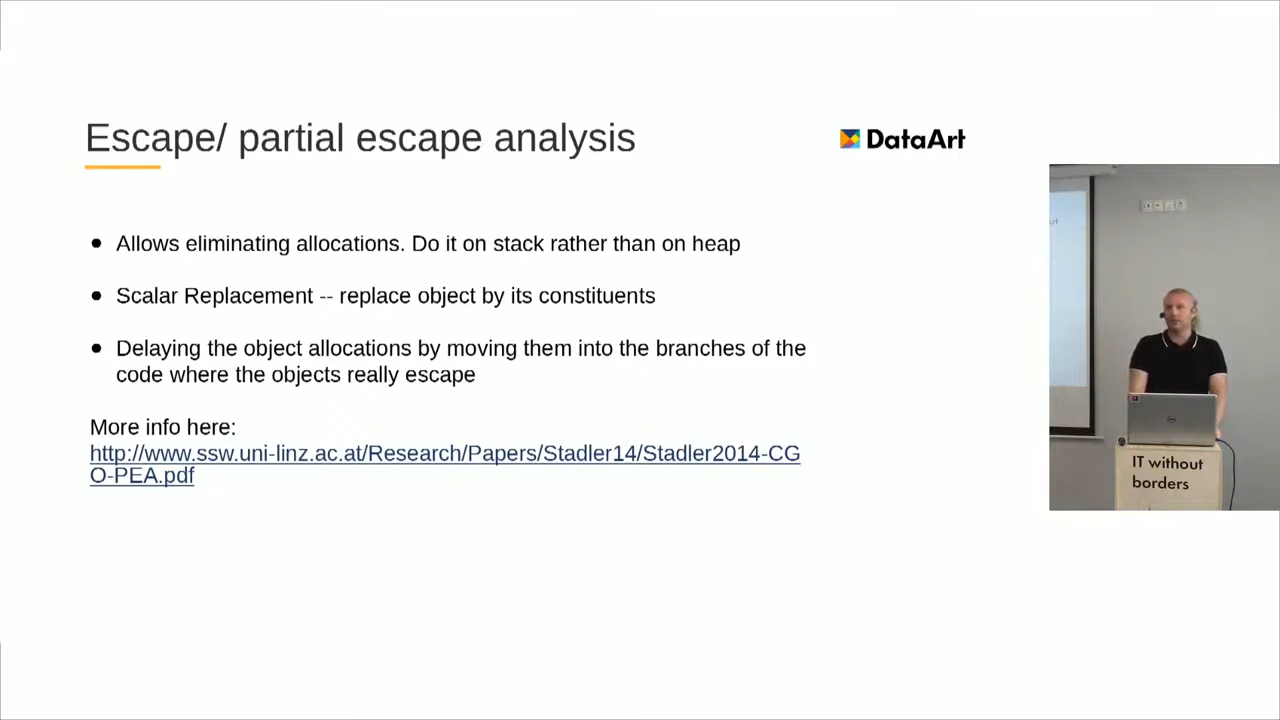 Escape/ partial escape analysis
DataArt
• Allows eliminating allocations. Do it on stack rather than on heap
• Scalar Replacement -- replace object by its constituents
• Delaying the object allocations by moving them into the branches of the
code where the objects really escape
More info here:
http://www.ssw.uni-linz.ac.at/Research/Papers/Stadler14/Stadler2014-CG
O-PEA.pdf
IT without
borders